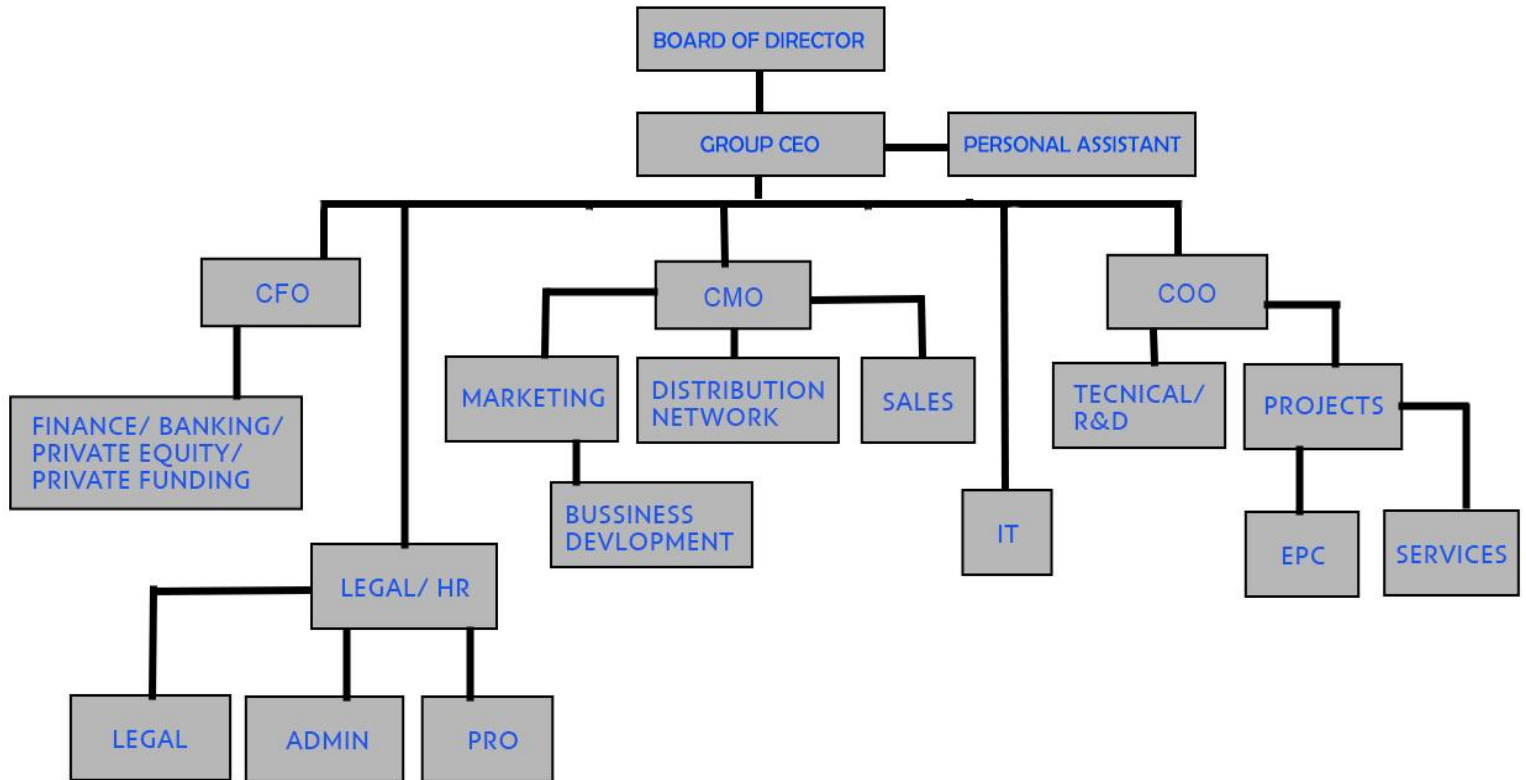 BOARD OF DIRECTOR
GROUP CEO
PERSONAL ASSISTANT
CFO
CMO
COO
FINANCE/ BANKING/
PRIVATE EQUITY/
PRIVATE FUNDING
MARKETING
DISTRIBUTION
NETWORK
SALES
TECNICAL/
R&D
PROJECTS
BUSSINESS
DEVLOPMENT
IT
EPC
SERVICES
LEGAL/ HR
LEGAL
ADMIN
PRO